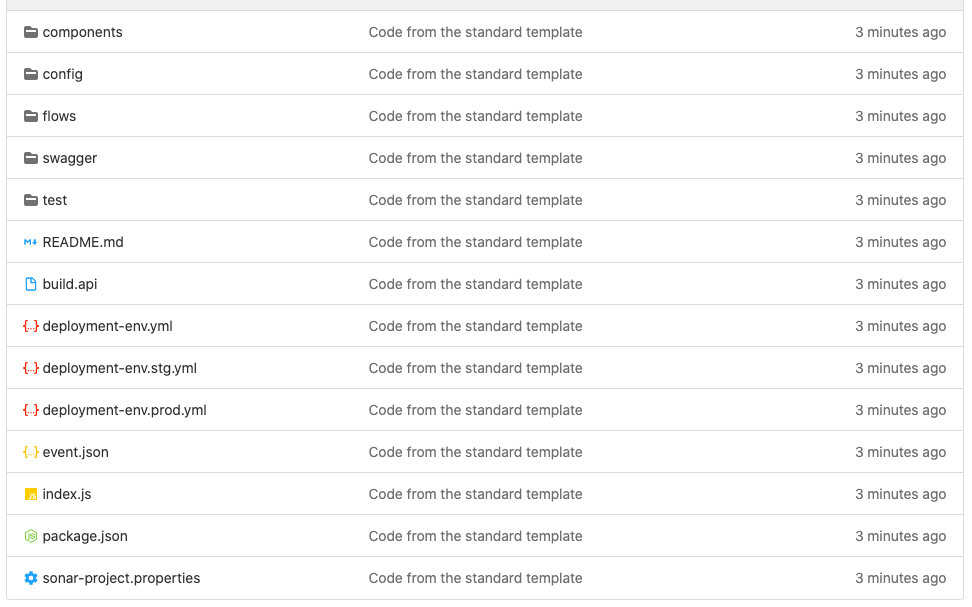 components Code from the standard template 3 minutes ago
config Code from the standard template 3 minutes ago
flows Code from the standard template 3 minutes ago
swagger Code from the standard template 3 minutes ago
test Code from the standard template 3 minutes ago
README.md Code from the standard template 3 minutes ago
build.api Code from the standard template 3 minutes ago
deployment-env.yml Code from the standard template 3 minutes ago
deployment-env.stg.yml Code from the standard template 3 minutes ago
deployment-env.prod.yml Code from the standard template 3 minutes ago
event.json Code from the standard template 3 minutes ago
index.js Code from the standard template 3 minutes ago
package.json Code from the standard template 3 minutes ago
sonar-project.properties Code from the standard template 3 minutes ago